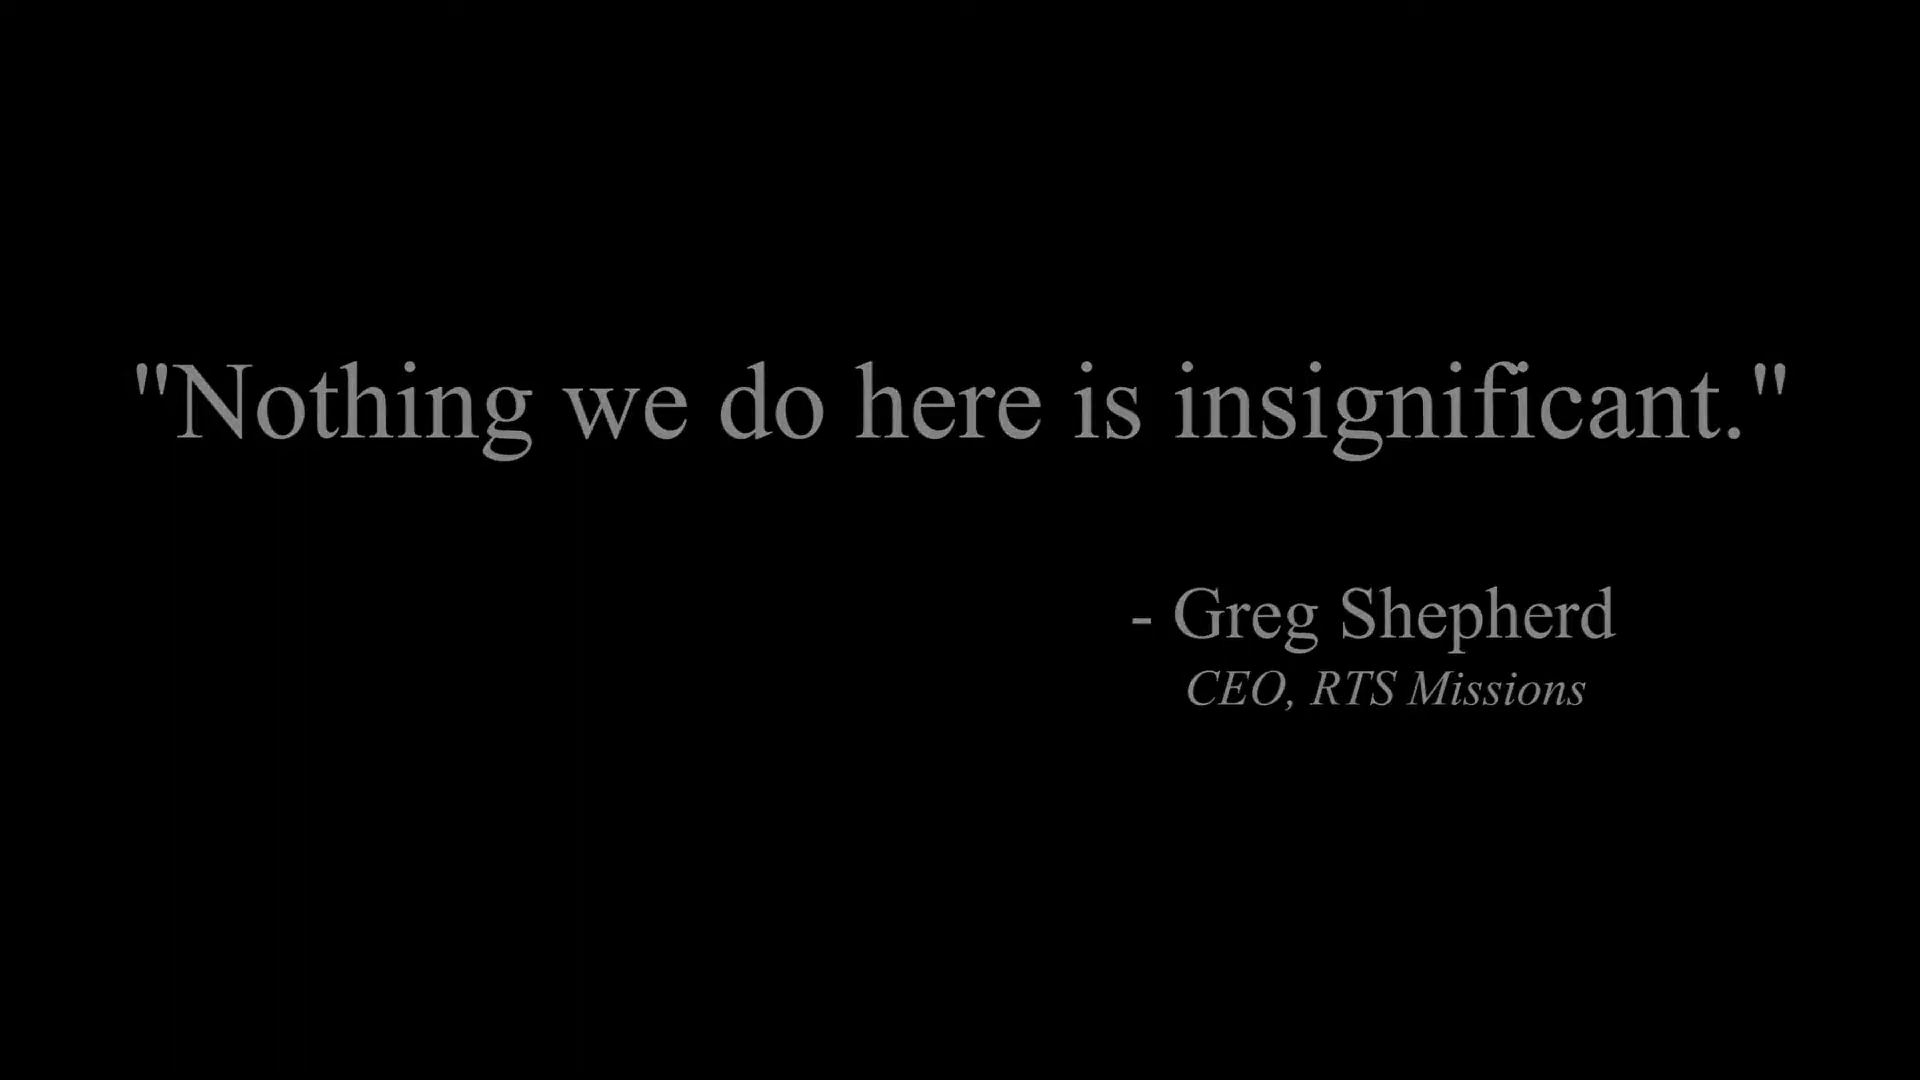 "Nothing we do here is insignificant."
- Greg Shepherd
CEO, RTS Missions